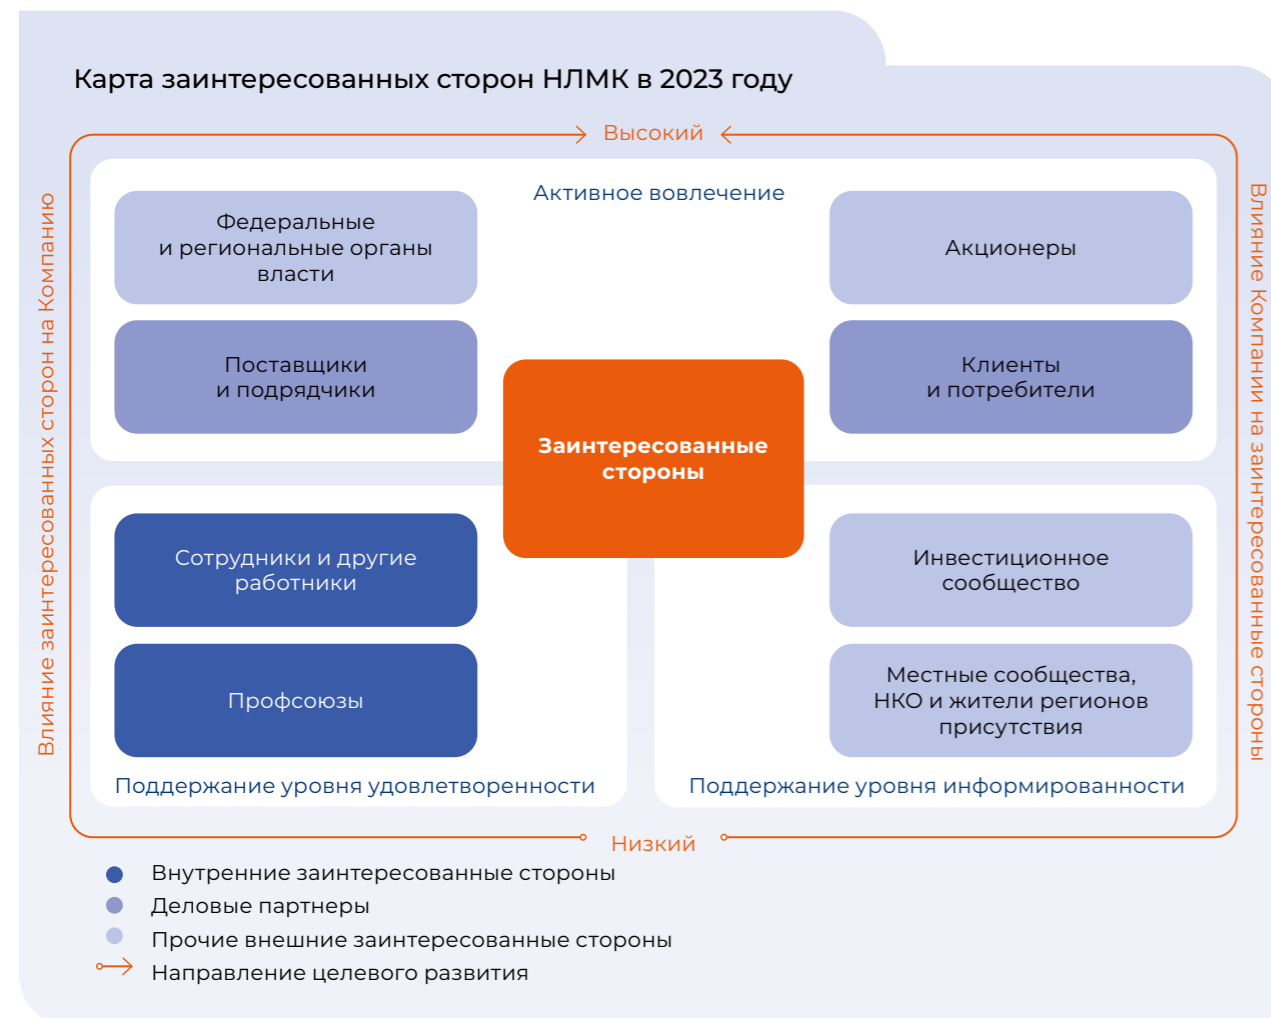 Карта заинтересованных сторон НЛМК в 2023 году
Высокий
Влияние заинтересованных сторон на Компанию
Влияние Компании на заинтересованные стороны
Активное вовлечение
Федеральные
и региональные органы
власти
Акционеры
Поставщики
и подрядчики
Клиенты
и потребители
Заинтересованные
стороны
Сотрудники и другие
работники
Инвестиционное
сообщество
Профсоюзы
Местные сообщества,
НКО и жители регионов
присутствия
Поддержание уровня удовлетворенности
Поддержание уровня информированности
Низкий
Внутренние заинтересованные стороны
Деловые партнеры
Прочие внешние заинтересованные стороны
Направление целевого развития